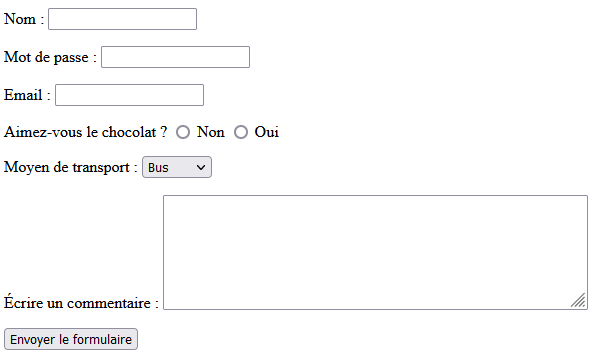 Nom :
Mot de passe :
Email :
Aimez-vous le chocolat ? Non Oui
Moyen de transport : Bus
Écrire un commentaire :
Envoyer le formulaire